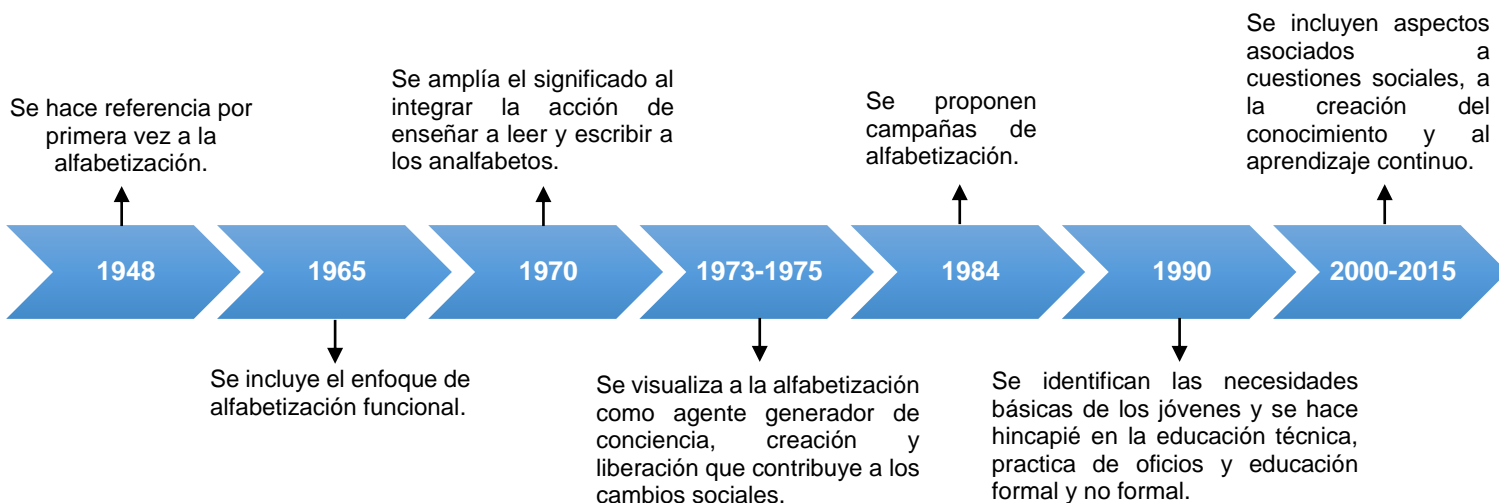 Se hace referencia por
primera vez a la
alfabetización.
Se amplía el significado al
integrar la acción de
enseñar a leer y escribir a
los analfabetos.
Se proponen
campañas de
alfabetización.
Se incluyen aspectos
asociados a
cuestiones sociales, a
la creación del
conocimiento y al
aprendizaje continuo.
1948
1965
1970
1973-1975
1984
1990
2000-2015
Se incluye el enfoque de
alfabetización funcional.
Se visualiza a la alfabetización
como agente generador de
conciencia, creación y
liberación que contribuye a los
cambios sociales.
Se identifican las necesidades
básicas de los jóvenes y se hace
hincapié en la educación técnica,
practica de oficios y educación
formal y no formal.